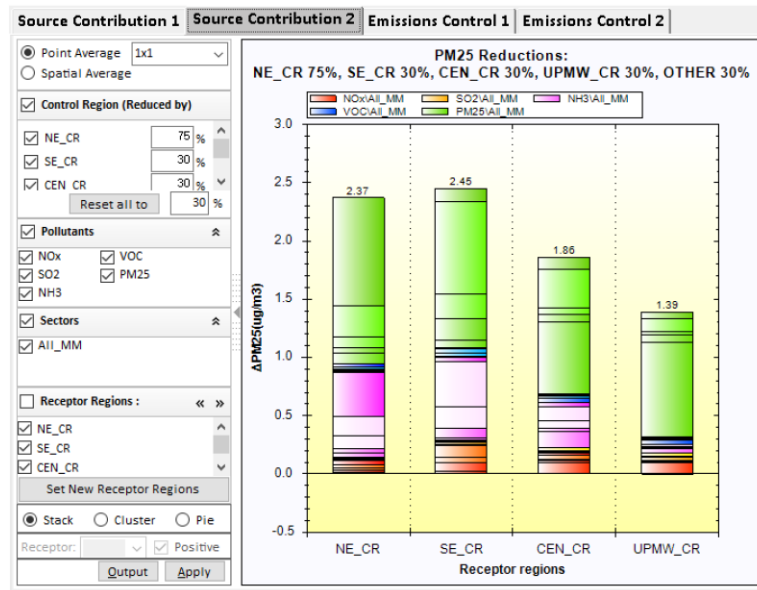 Source Contribution 1 Source Contribution 2 Emissions Control 1 Emissions Control 2
Point Average 1x1
Spatial Average
Control Region (Reduced by)
NE_CR 75 %
SE_CR 30 %
CEN_CR 30 %
Reset all to 30 %
Pollutants
NOx VOC
SO2 PM25
NH3
Sectors
All_MM
Receptor Regions : « »
NE_CR
SE_CR
CEN_CR
Set New Receptor Regions
Stack Cluster Pie
Receptor: Positive
Output Apply
PM25 Reductions:
NE_CR 75%, SE_CR 30%, CEN_CR 30%, UPMW_CR 30%, OTHER 30%
NOx\All_MM SO2\All_MM NH3\All_MM
VOC\All_MM PM25\All_MM
ΔPM25(ug/m3)
3.0
2.5
2.0
1.5
1.0
0.5
0.0
-0.5
2.37
2.45
1.86
1.39
NE_CR SE_CR CEN_CR UPMW_CR
Receptor regions